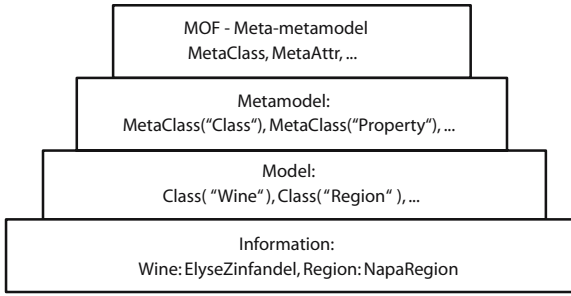 MOF - Meta-metamodel
MetaClass, MetaAttr, ...
Metamodel:
MetaClass(“Class“), MetaClass(“Property“), ...
Model:
Class( “Wine“ ), Class( “Region“ ), ...
Information:
Wine: ElyseZinfandel, Region: NapaRegion